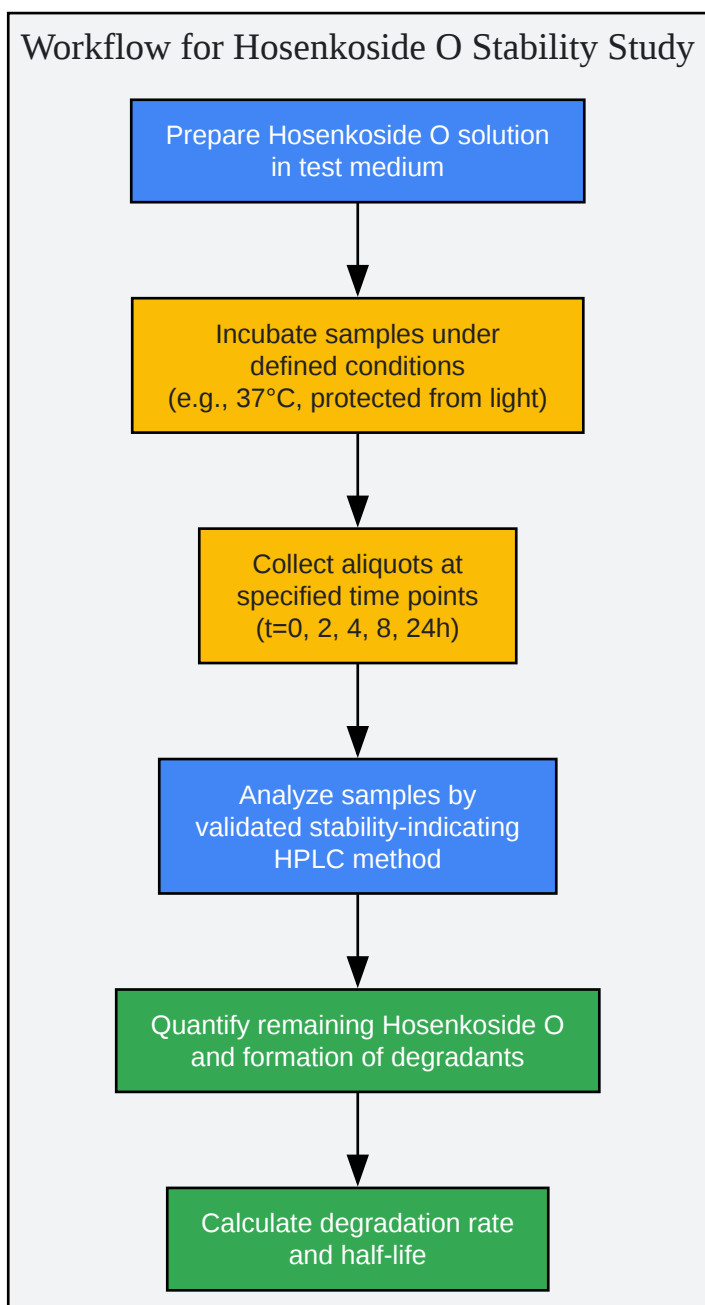 Workflow for Hosenkoside O Stability Study
Prepare Hosenkoside O solution
in test medium
Incubate samples under
defined conditions
(e.g., 37°C, protected from light)
Collect aliquots at
specified time points
(t=0, 2, 4, 8, 24h)
Analyze samples by
validated stability-indicating
HPLC method
Quantify remaining Hosenkoside O
and formation of degradants
Calculate degradation rate
and half-life